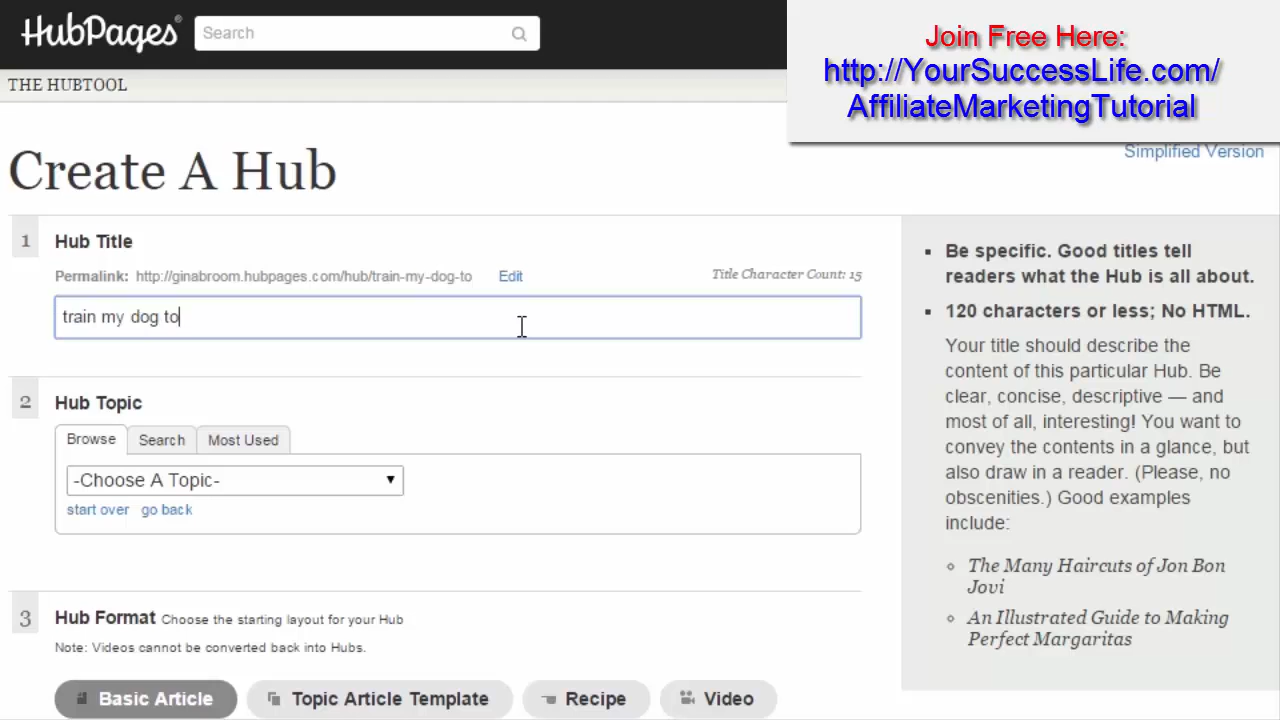 HubPages®
Search
Join Free Here:
http://YourSuccessLife.com/
AffiliateMarketingTutorial
THE HUBTOOL
Simplified Version
Create A Hub
1 Hub Title
Permalink: http://ginabroom.hubpages.com/hub/train-my-dog-to Edit Title Character Count: 15
train my dog to
2 Hub Topic
Browse Search Most Used
-Choose A Topic-
start over go back
3 Hub Format Choose the starting layout for your Hub
Note: Videos cannot be converted back into Hubs.
Basic Article Topic Article Template Recipe Video
Be specific. Good titles tell
readers what the Hub is all about.
120 characters or less; No HTML.
Your title should describe the
content of this particular Hub. Be
clear, concise, descriptive — and
most of all, interesting! You want to
convey the contents in a glance, but
also draw in a reader. (Please, no
obscenities.) Good examples
include:
The Many Haircuts of Jon Bon
Jovi
An Illustrated Guide to Making
Perfect Margaritas